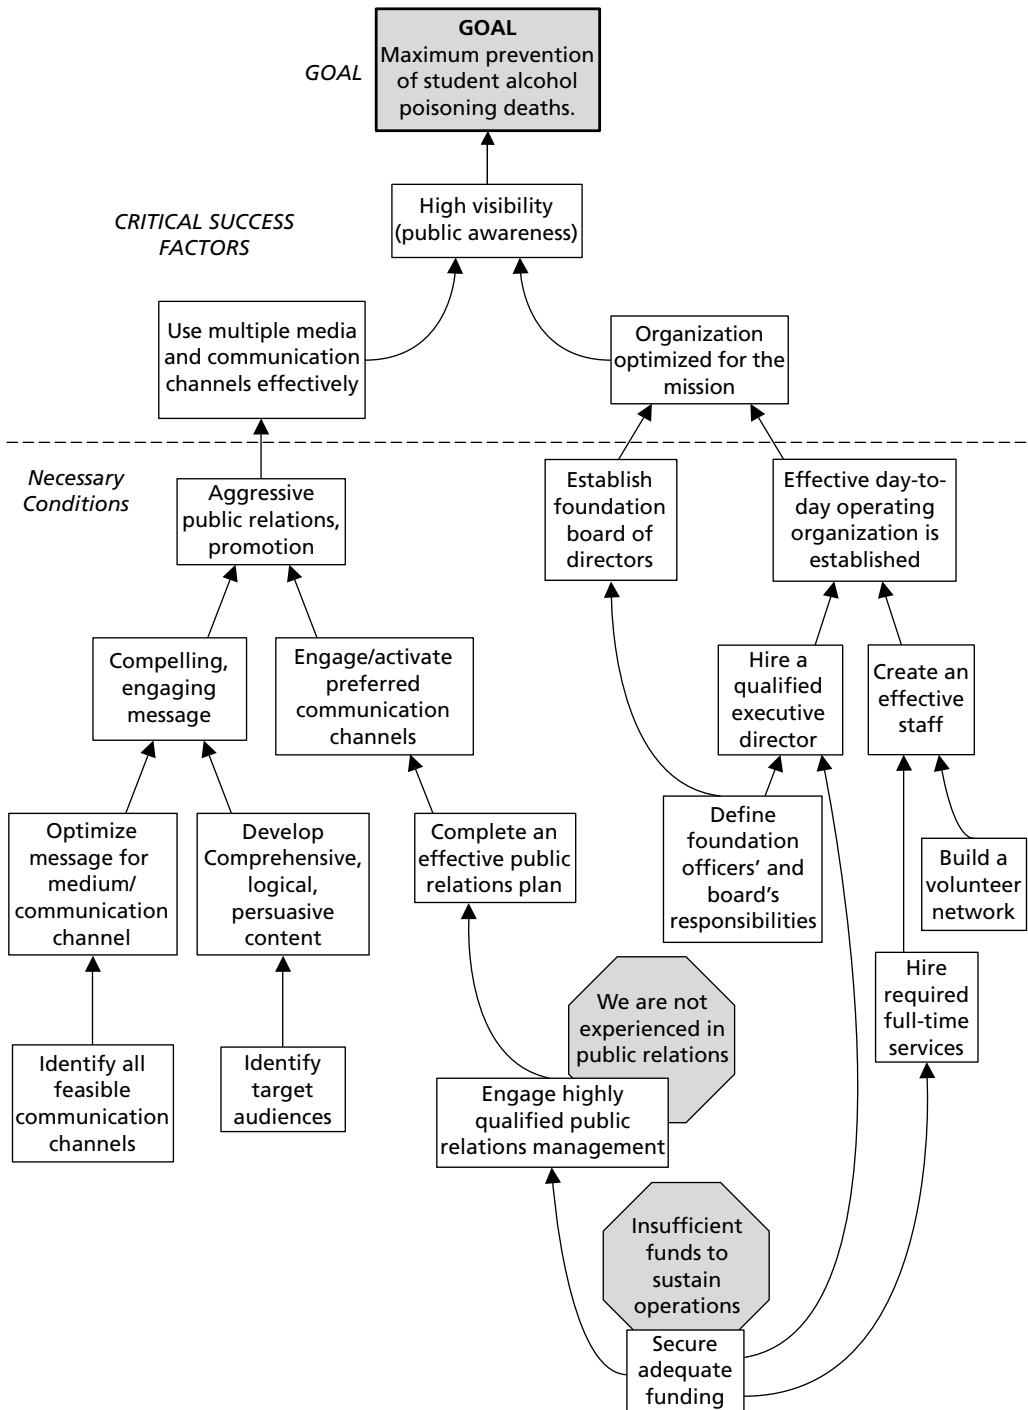 GOAL
Maximum prevention
of student alcohol
poisoning deaths.
GOAL
High visibility
(public awareness)
CRITICAL SUCCESS
FACTORS
Use multiple media
and communication
channels effectively
Organization
optimized for the
mission
Necessary
Conditions
Aggressive
public relations,
promotion
Establish
foundation
board of
directors
Effective day-to-
day operating
organization is
established
Compelling,
engaging
message
Engage/activate
preferred
communication
channels
Hire a
qualified
executive
director
Create an
effective
staff
Optimize
message for
medium/
communication
channel
Develop
Comprehensive,
logical,
persuasive
content
Complete an
effective public
relations plan
Define
foundation
officers’ and
board’s
responsibilities
Build a
volunteer
network
Hire
required
full-time
services
We are not
experienced in
public relations
Identify all
feasible
communication
channels
Identify
target
audiences
Engage highly
qualified public
relations management
Insufficient
funds to
sustain
operations
Secure
adequate
funding